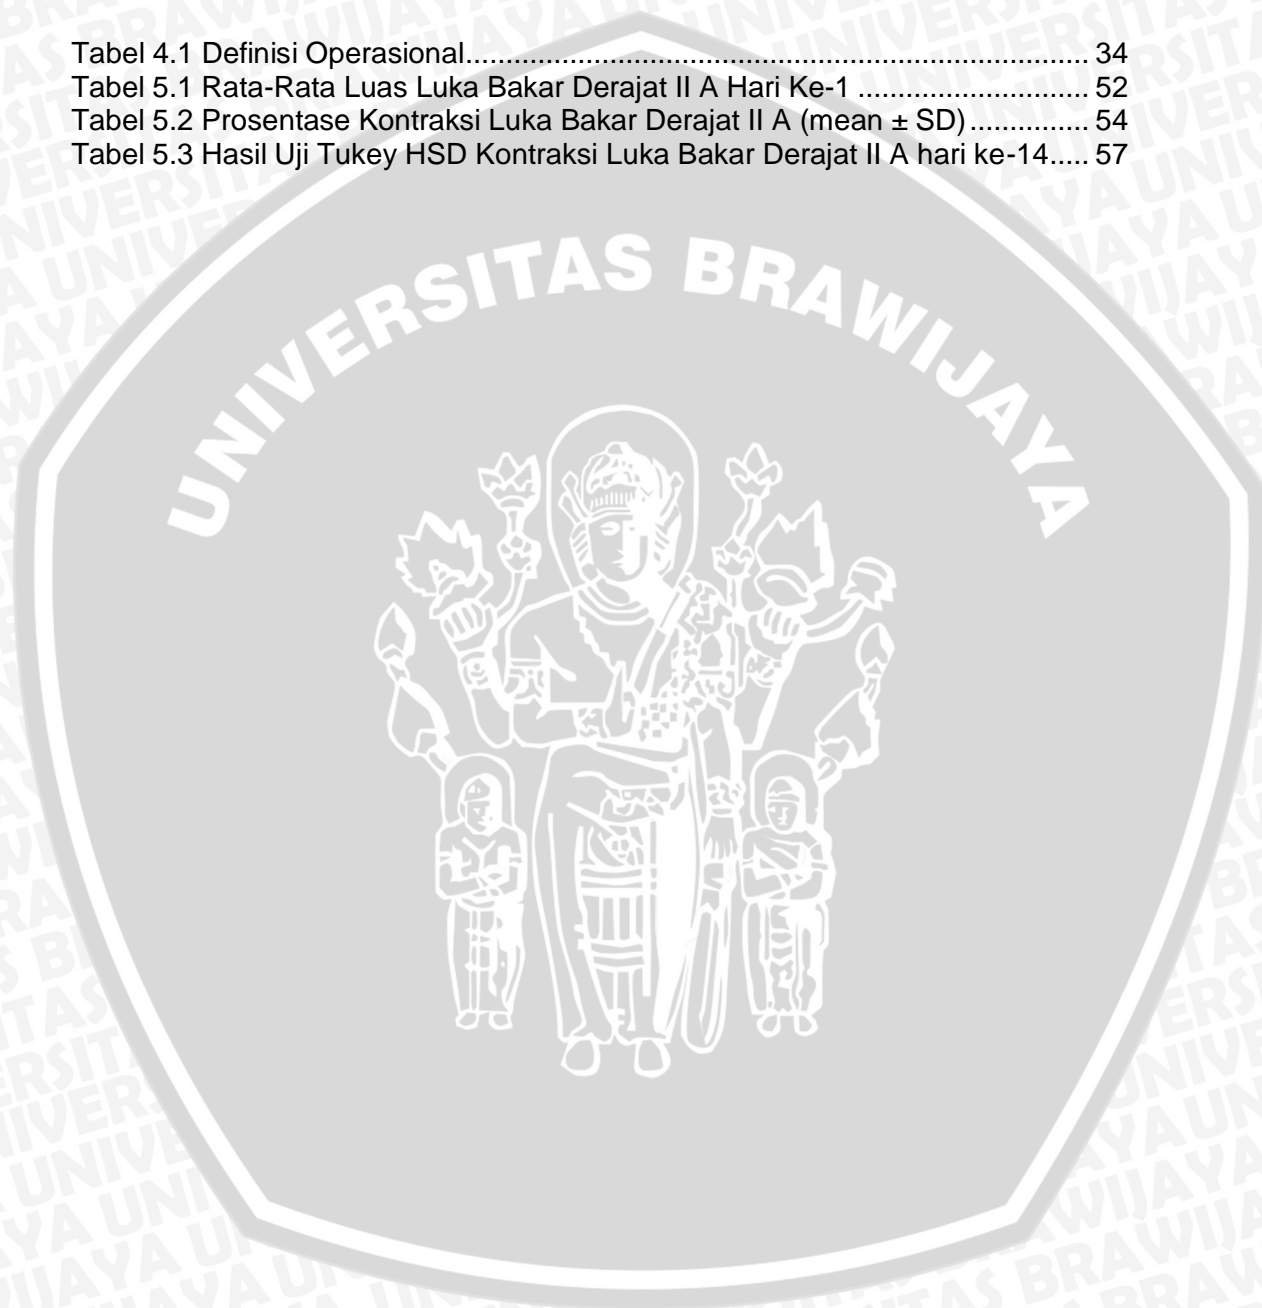 Tabel 4.1 Definisi Operasional.............................................................................. 34
Tabel 5.1 Rata-Rata Luas Luka Bakar Derajat II A Hari Ke-1 ............................. 52
Tabel 5.2 Prosentase Kontraksi Luka Bakar Derajat II A (mean ± SD)............... 54
Tabel 5.3 Hasil Uji Tukey HSD Kontraksi Luka Bakar Derajat II A hari ke-14..... 57
UNIVERSITAS BRAWIJAYA